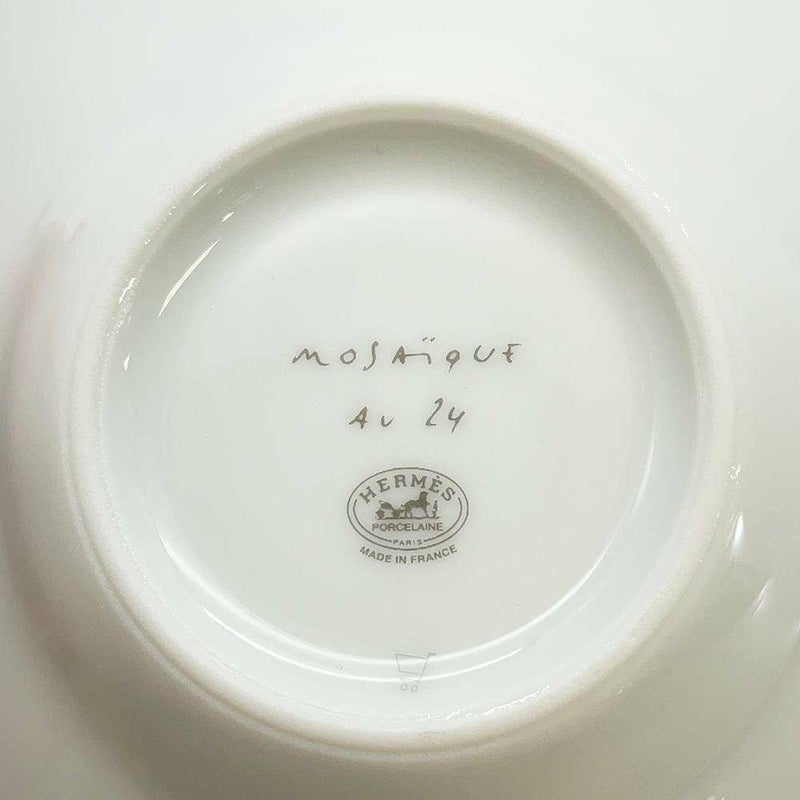 MOSAÏQUE
AU 24
HERMÈS
PORCELAINE
PARIS
MADE IN FRANCE